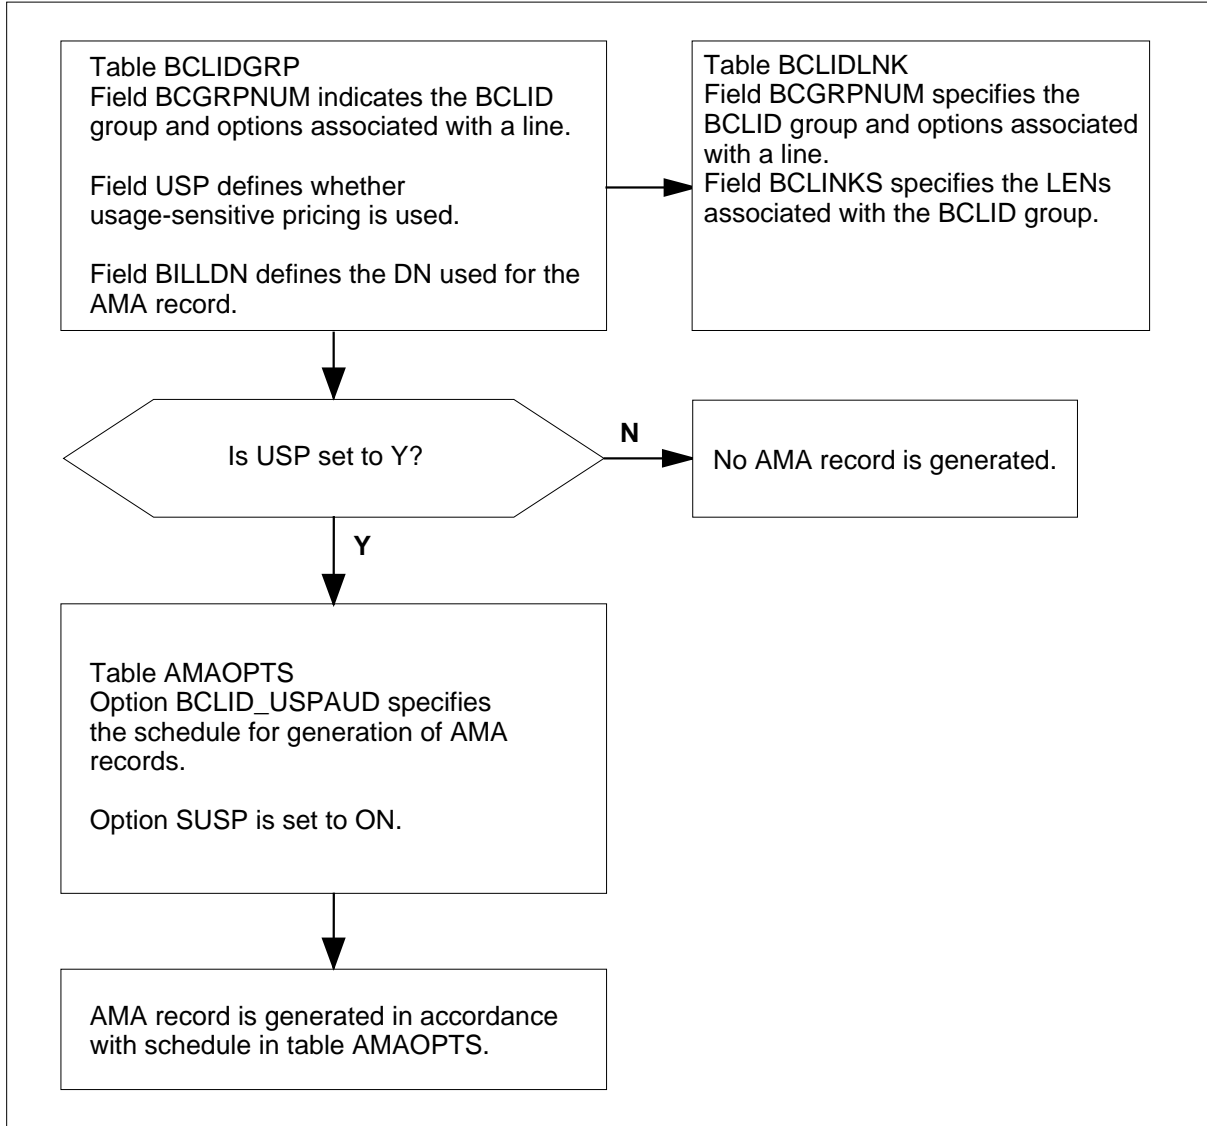 Table BCLIDGRP
Field BCGRPNUM indicates the BCLID
group and options associated with a line.
Field USP defines whether
usage-sensitive pricing is used.
Field BILLDN defines the DN used for the
AMA record.
Table BCLIDLNK
Field BCGRPNUM specifies the
BCLID group and options associated
with a line.
Field BCLINKS specifies the LENs
associated with the BCLID group.
Is USP set to Y?
N
No AMA record is generated.
Y
Table AMAOPTS
Option BCLID_USPAUD specifies
the schedule for generation of AMA
records.
Option SUSP is set to ON.
AMA record is generated in accordance
with schedule in table AMAOPTS.